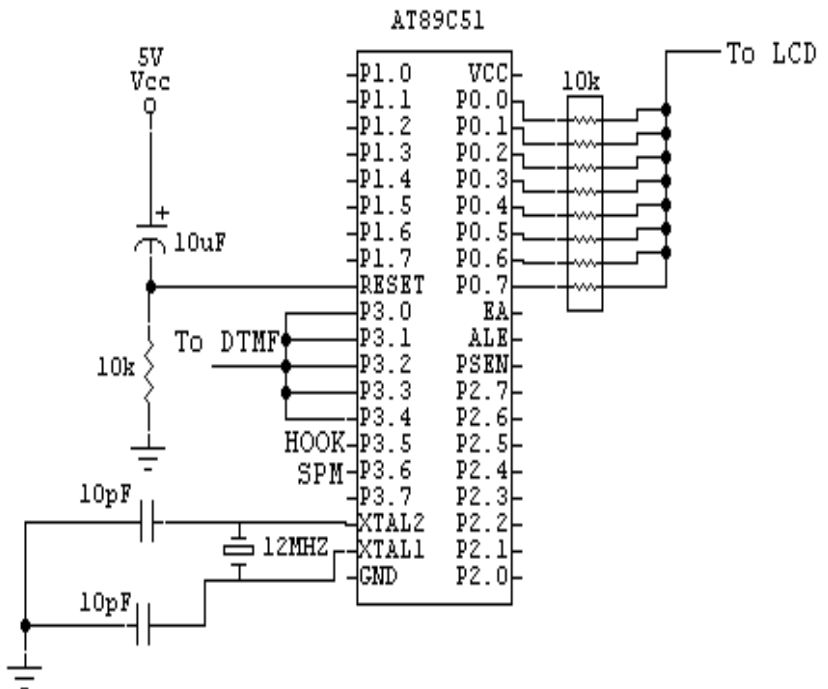 AT89C51
5V
Vcc
10uF
10k
To DTMF
HOOK
SPM
10pF
12MHZ
10pF
P1.0
P1.1
P1.2
P1.3
P1.4
P1.5
P1.6
P1.7
RESET
P3.0
P3.1
P3.2
P3.3
P3.4
P3.5
P3.6
P3.7
XTAL2
XTAL1
GND
VCC
P0.0
P0.1
P0.2
P0.3
P0.4
P0.5
P0.6
P0.7
EA
ALE
PSEN
P2.7
P2.6
P2.5
P2.4
P2.3
P2.2
P2.1
P2.0
10k
To LCD